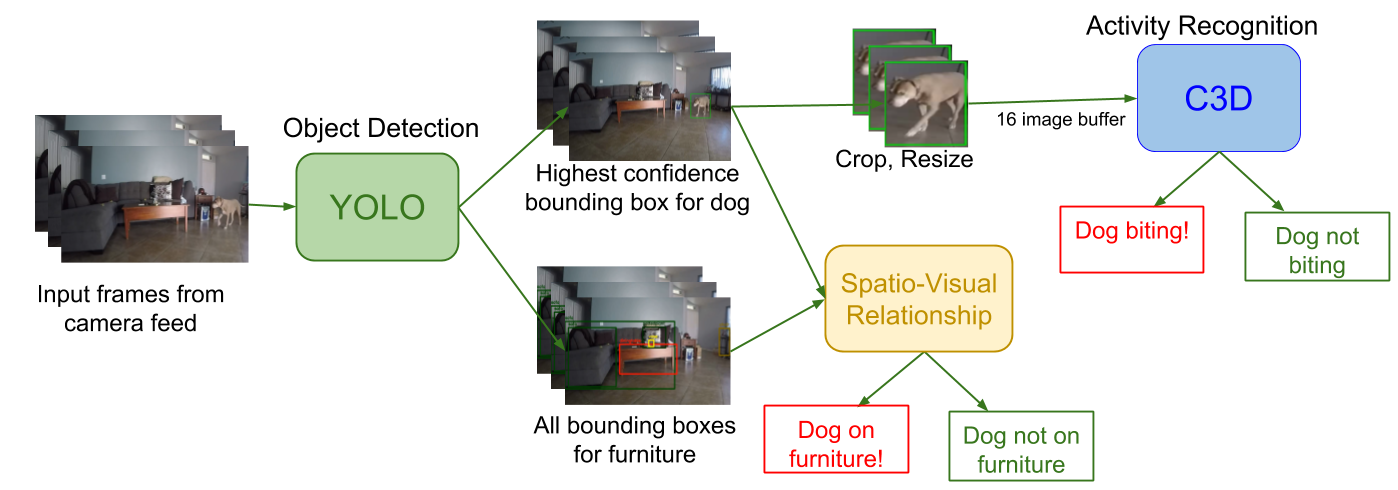 Input frames from
camera feed
Object Detection
YOLO
Highest confidence
bounding box for dog
All bounding boxes
for furniture
Crop, Resize
16 image buffer
Activity Recognition
C3D
Dog biting!
Dog not
biting
Spatio-Visual
Relationship
Dog on
furniture!
Dog not on
furniture